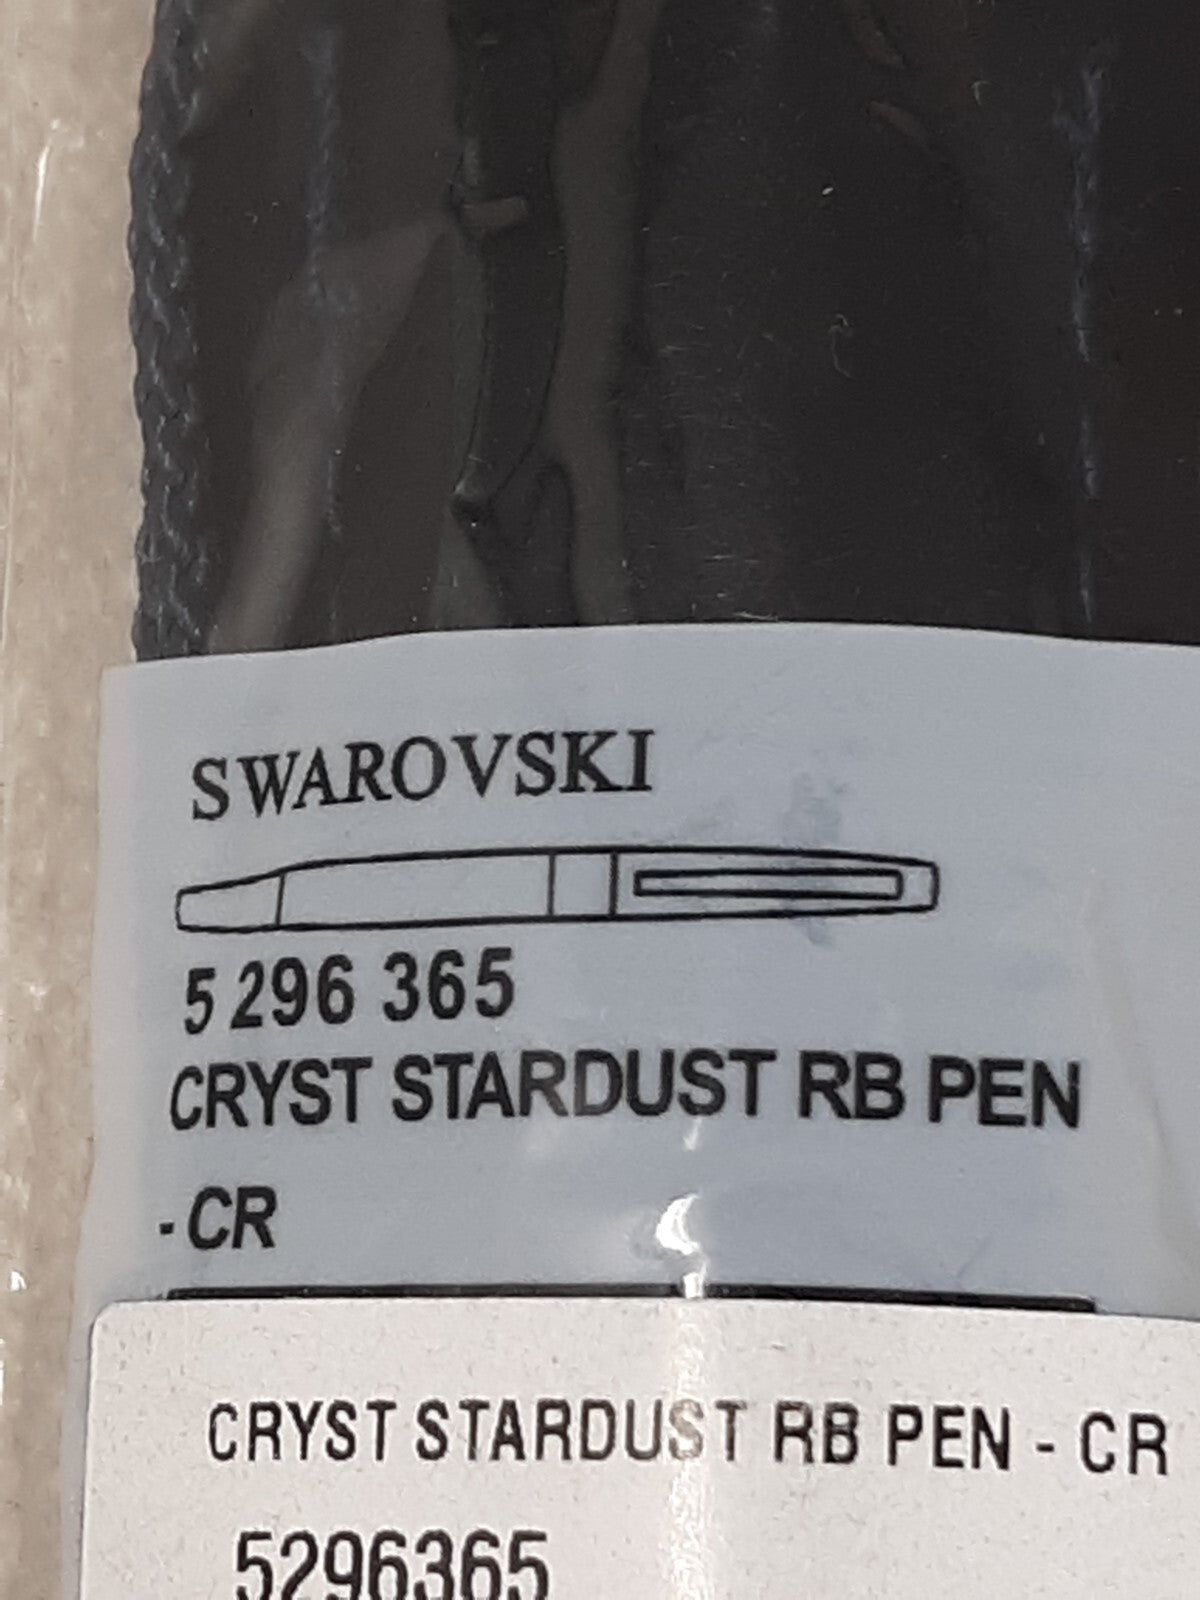 SWAROVSKI
5 296 365
CRYST STARDUST RB PEN
- CR
CRYST STARDUST RB PEN - CR
5296365